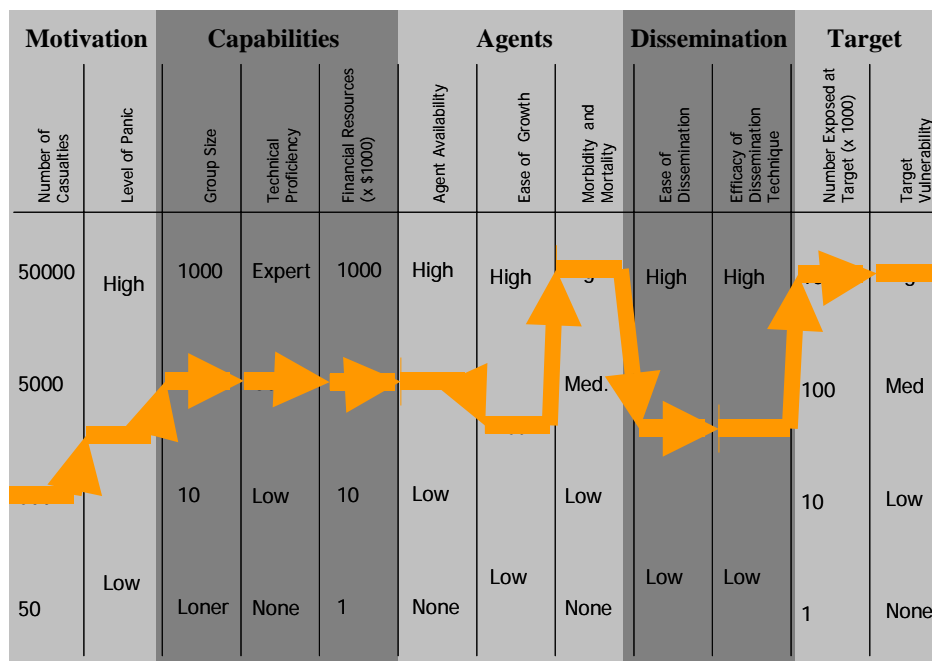 Motivation Capabilities Agents Dissemination Target
Number of
Casualties
Level of Panic
Group Size
Technical
Proficiency
Financial Resources
(x $1000)
Agent Availability
Ease of Growth
Morbidity and
Mortality
Ease of
Dissemination
Efficacy of
Dissemination
Technique
Number Exposed at
Target (x 1000)
Target
Vulnerability
50000 High 1000 Expert 1000 High High High High
5000 Med. 100 Med
10 Low 10 Low Low 10 Low
Low Low Low Low
50 Loner None 1 None None 1 None